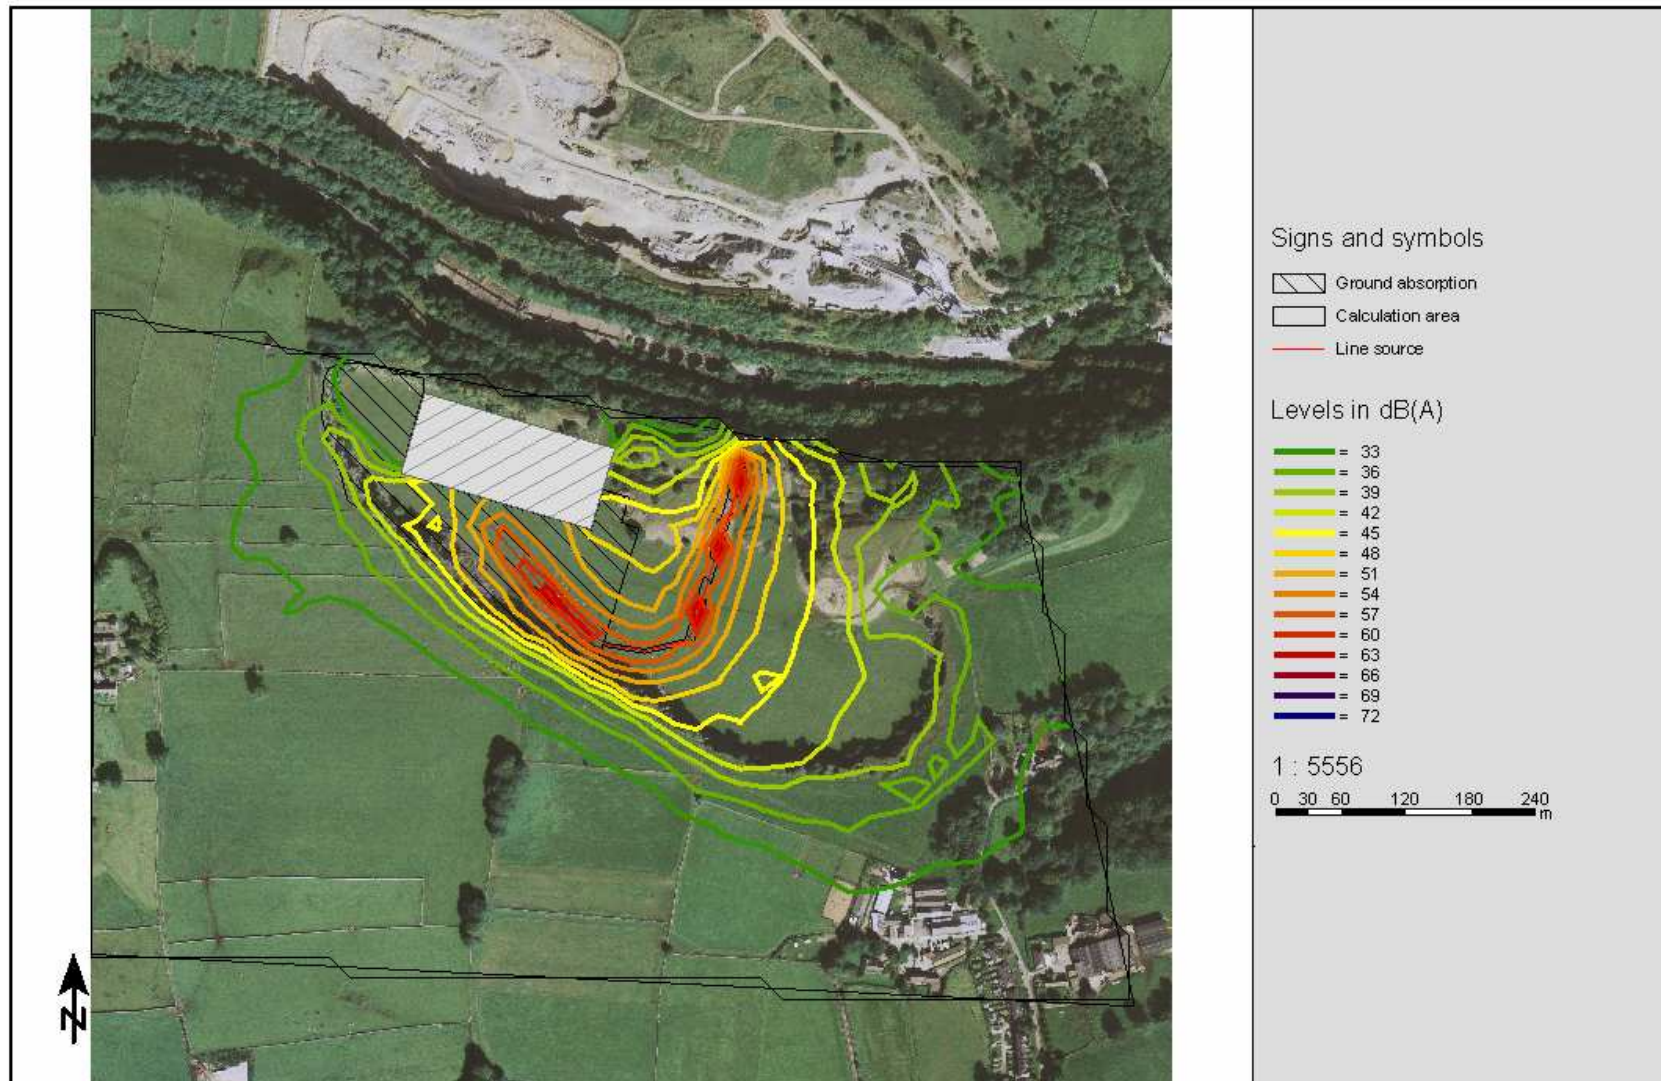 Signs and symbols
Ground absorption
Calculation area
Line source
Levels in dB(A)
= 33
= 36
= 39
= 42
= 45
= 48
= 51
= 54
= 57
= 60
= 63
= 66
= 69
= 72
1 : 5556
0 30 60 120 180 240
m
N